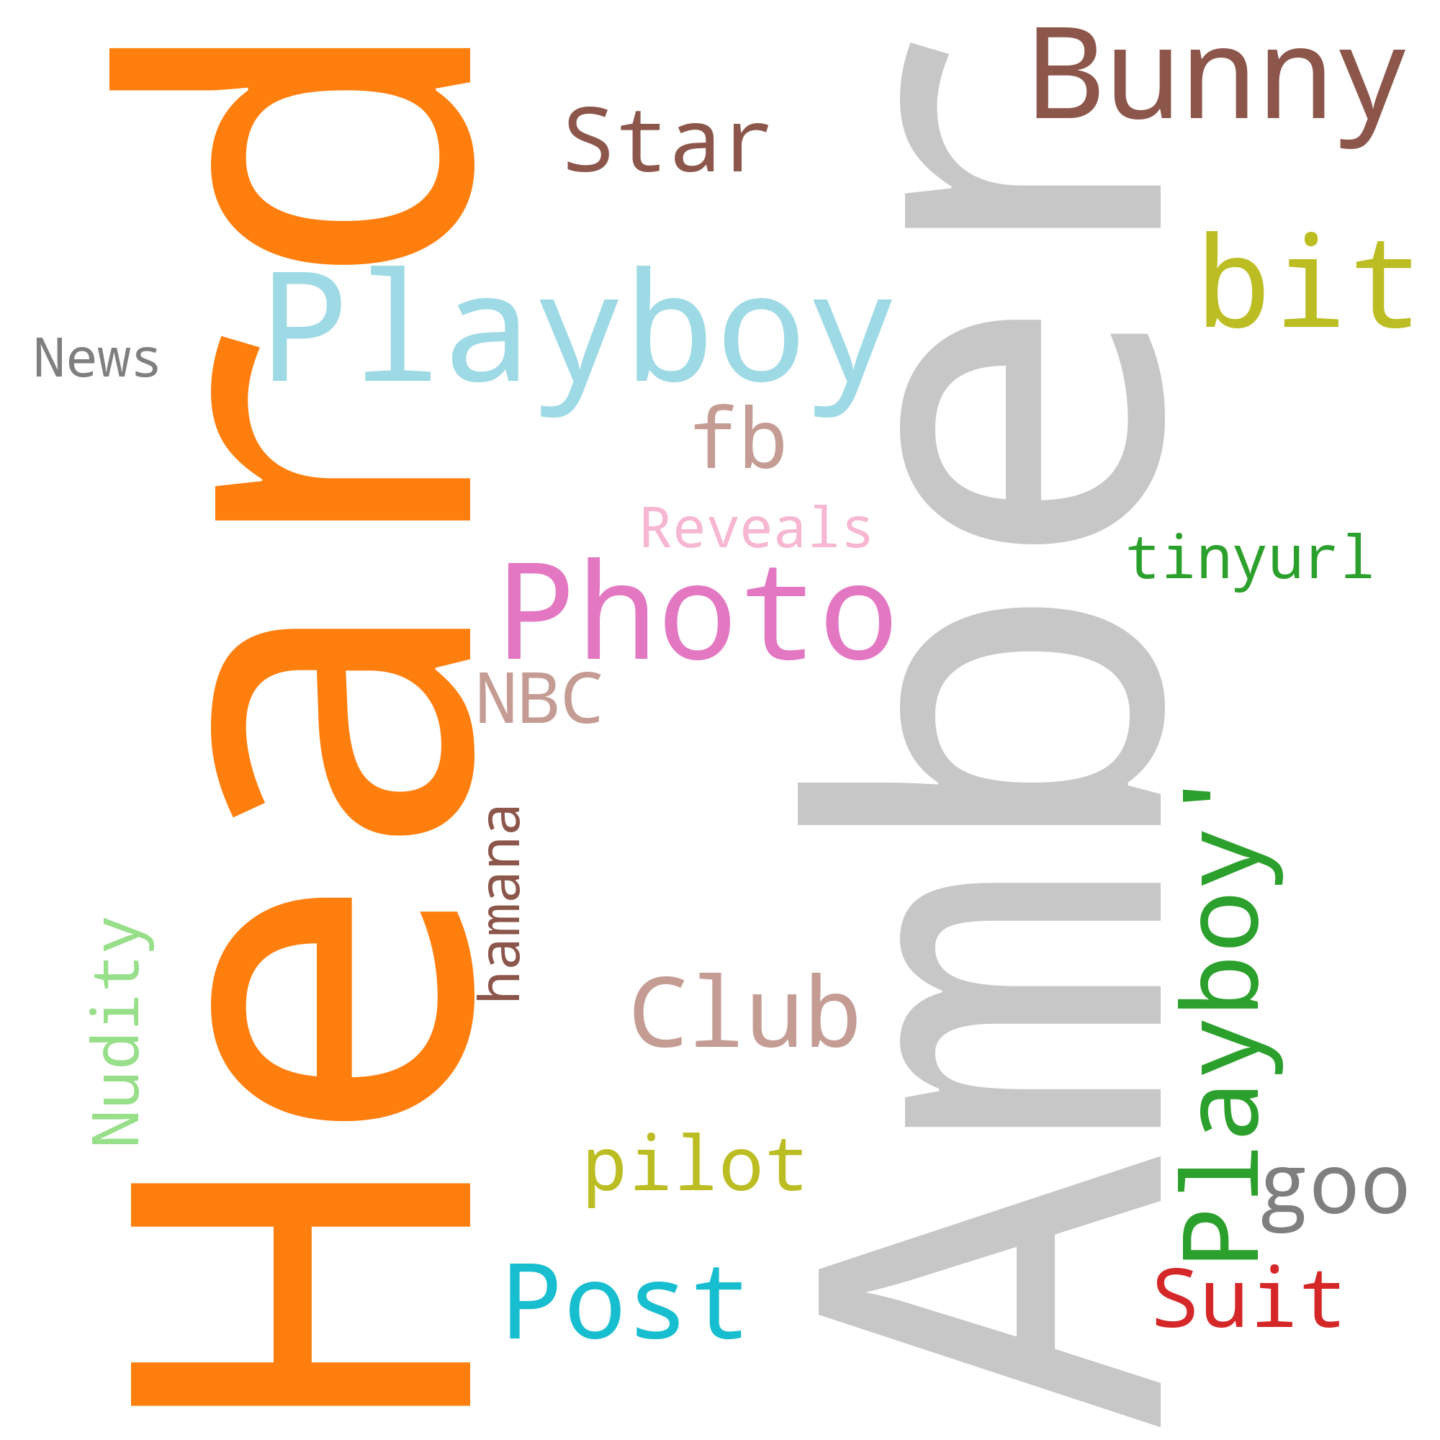 Bunny
Star
bit
Playboy
News
fb
Reveals
tinyurl
Photo
NBC
Heard
Amber
hamana
Nudity
Club
Playboy'
pilot
goo
Post
Suit